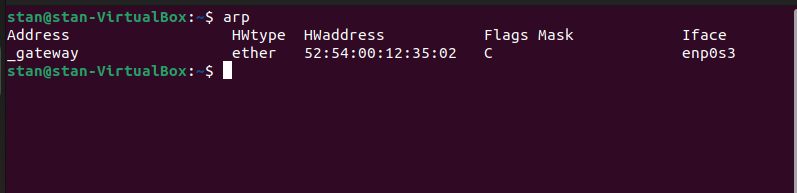 stan@stan-VirtualBox:~$ arp
Address                  HWtype  HWaddress           Flags Mask            Iface
_gateway                 ether   52:54:00:12:35:02   C                     enp0s3
stan@stan-VirtualBox:~$